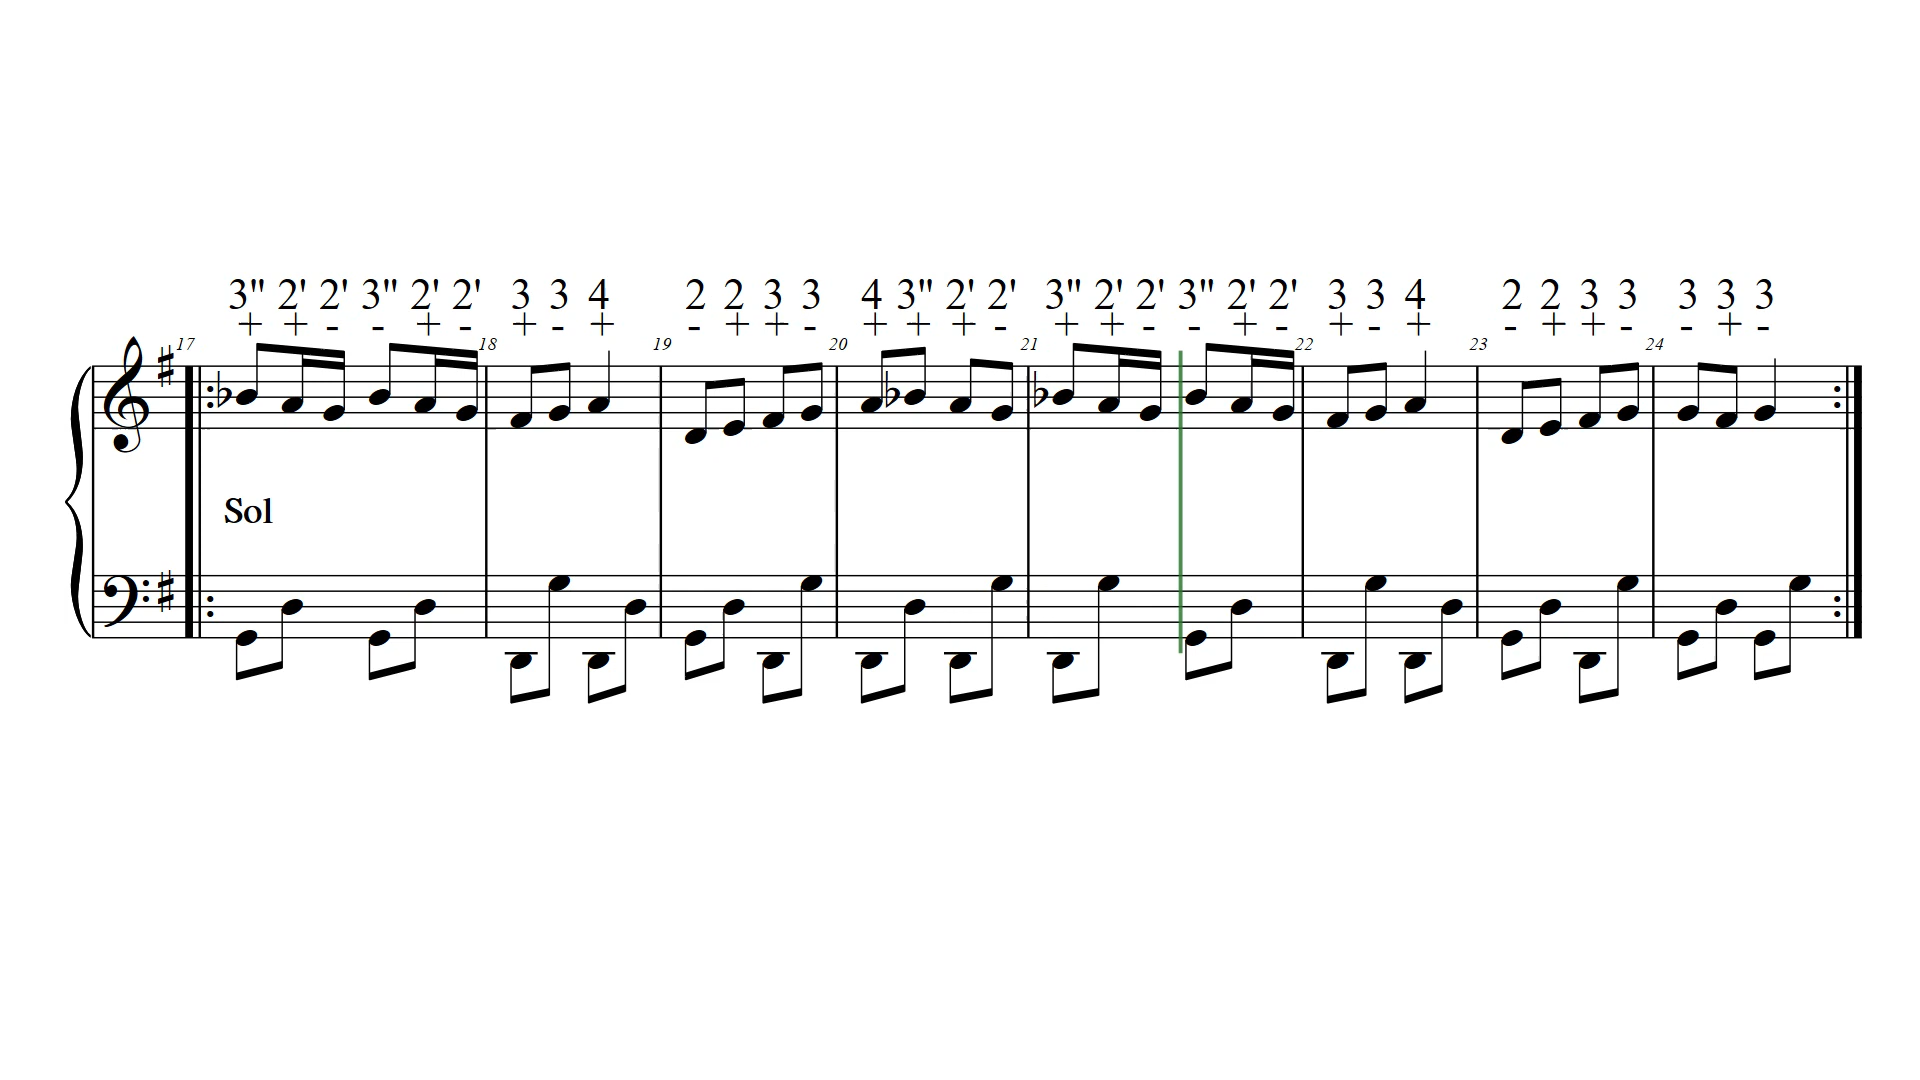 3" 2' 2' 3" 2' 2' 3 3 4 2 2 3 3 4 3" 2' 2' 3" 2' 2' 3" 2' 2' 3 3 4 2 2 3 3 3 3 3
+ + - - + - + - + - + + - + + + - + + - - + - + - + - + + - - + -
17 18 19 20 21 22 23 24
Sol